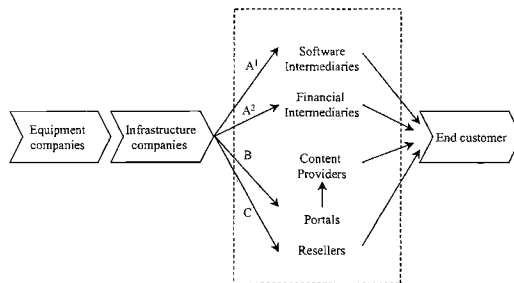 Equipment
companies
Infrastructure
companies
A1
A2
B
C
Software
Intermediaries
Financial
Intermediaries
Content
Providers
Portals
Resellers
End customer